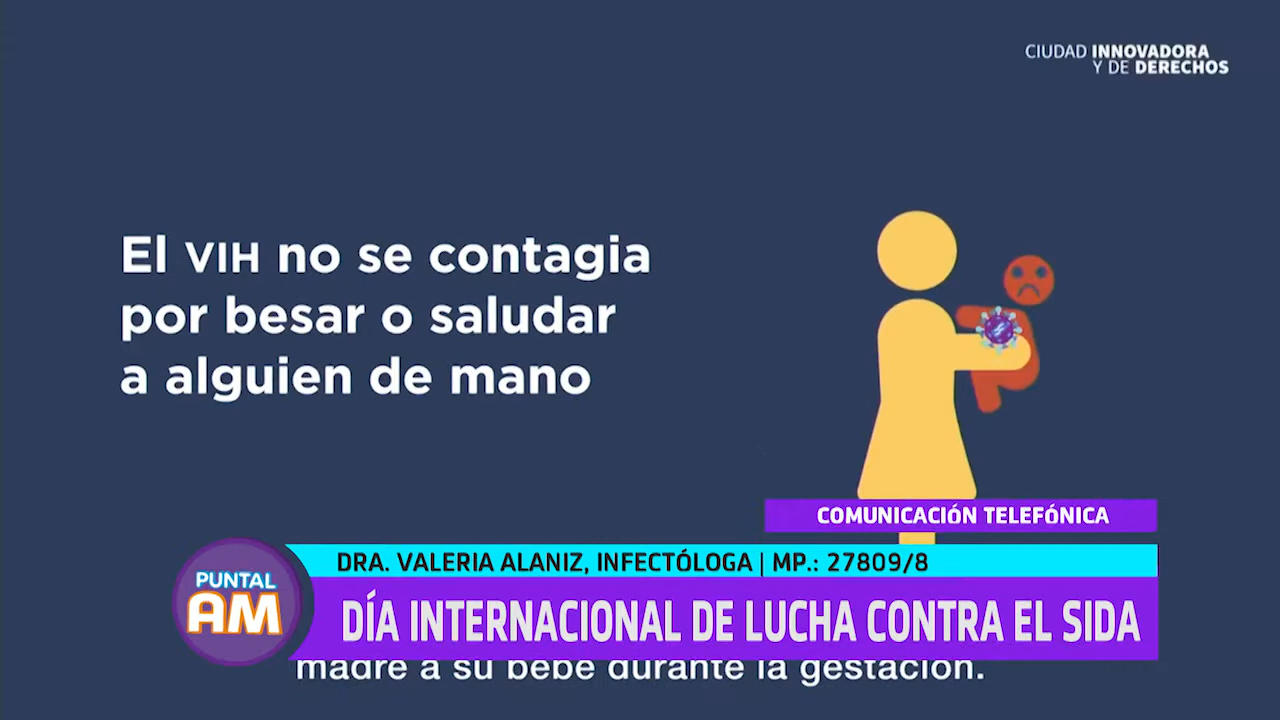 CIUDAD INNOVADORA
Y DE DERECHOS
El VIH no se contagia
por besar o saludar
a alguien de mano
COMUNICACIÓN TELEFÓNICA
DRA. VALERIA ALANIZ, INFECTÓLOGA | MP.: 27809/8
PUNTAL
AM
DÍA INTERNACIONAL DE LUCHA CONTRA EL SIDA
madre a su bebé durante la gestación.